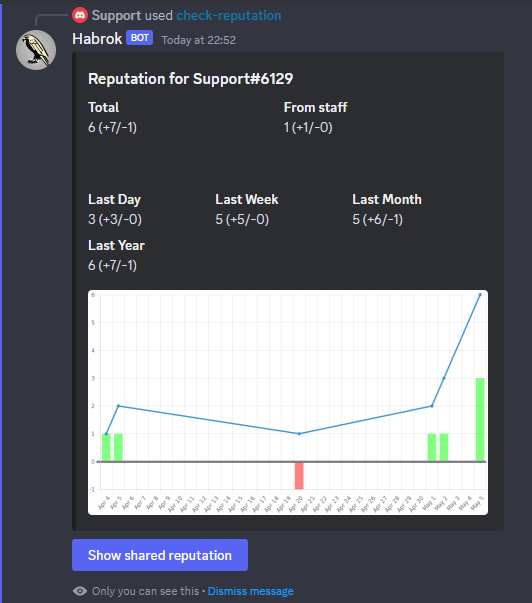 Support used check-reputation
Habrok BOT Today at 22:52
Reputation for Support#6129
Total From staff
6 (+7/-1) 1 (+1/-0)
Last Day Last Week Last Month
3 (+3/-0) 5 (+5/-0) 5 (+6/-1)
Last Year
6 (+7/-1)
6
5
4
3
2
1
0
-1
Apr 4 Apr 5 Apr 6 Apr 7 Apr 8 Apr 9 Apr 10 Apr 11 Apr 12 Apr 13 Apr 14 Apr 15 Apr 16 Apr 17 Apr 18 Apr 19 Apr 20 Apr 21 Apr 22 Apr 23 Apr 24 Apr 25 Apr 26 Apr 27 Apr 28 Apr 29 Apr 30 May 1 May 2 May 3 May 4 May 5
Show shared reputation
Only you can see this • Dismiss message